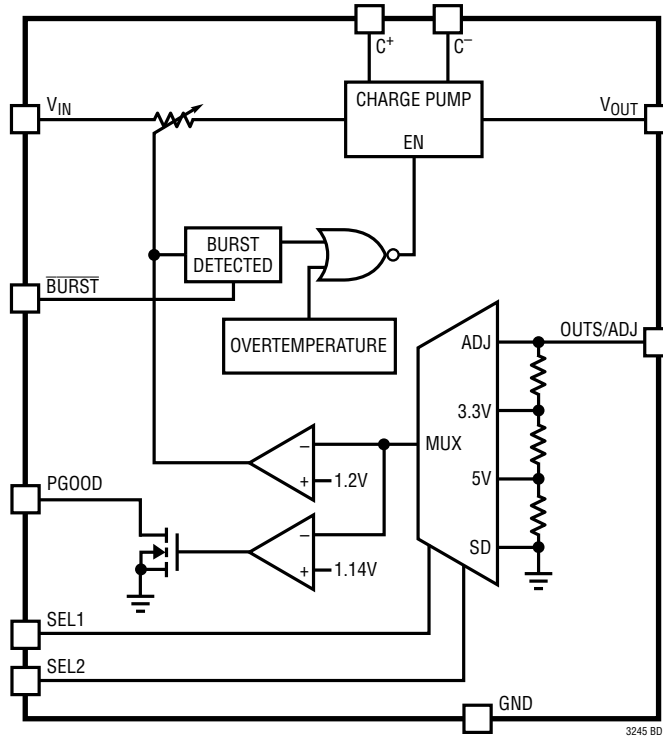 C+
C–
VIN
CHARGE PUMP
VOUT
EN
BURST
DETECTED
BURST
OVERTEMPERATURE
ADJ
OUTS/ADJ
3.3V
–
MUX
+
1.2V
5V
PGOOD
–
SD
+
1.14V
SEL1
SEL2
GND
3245 BD